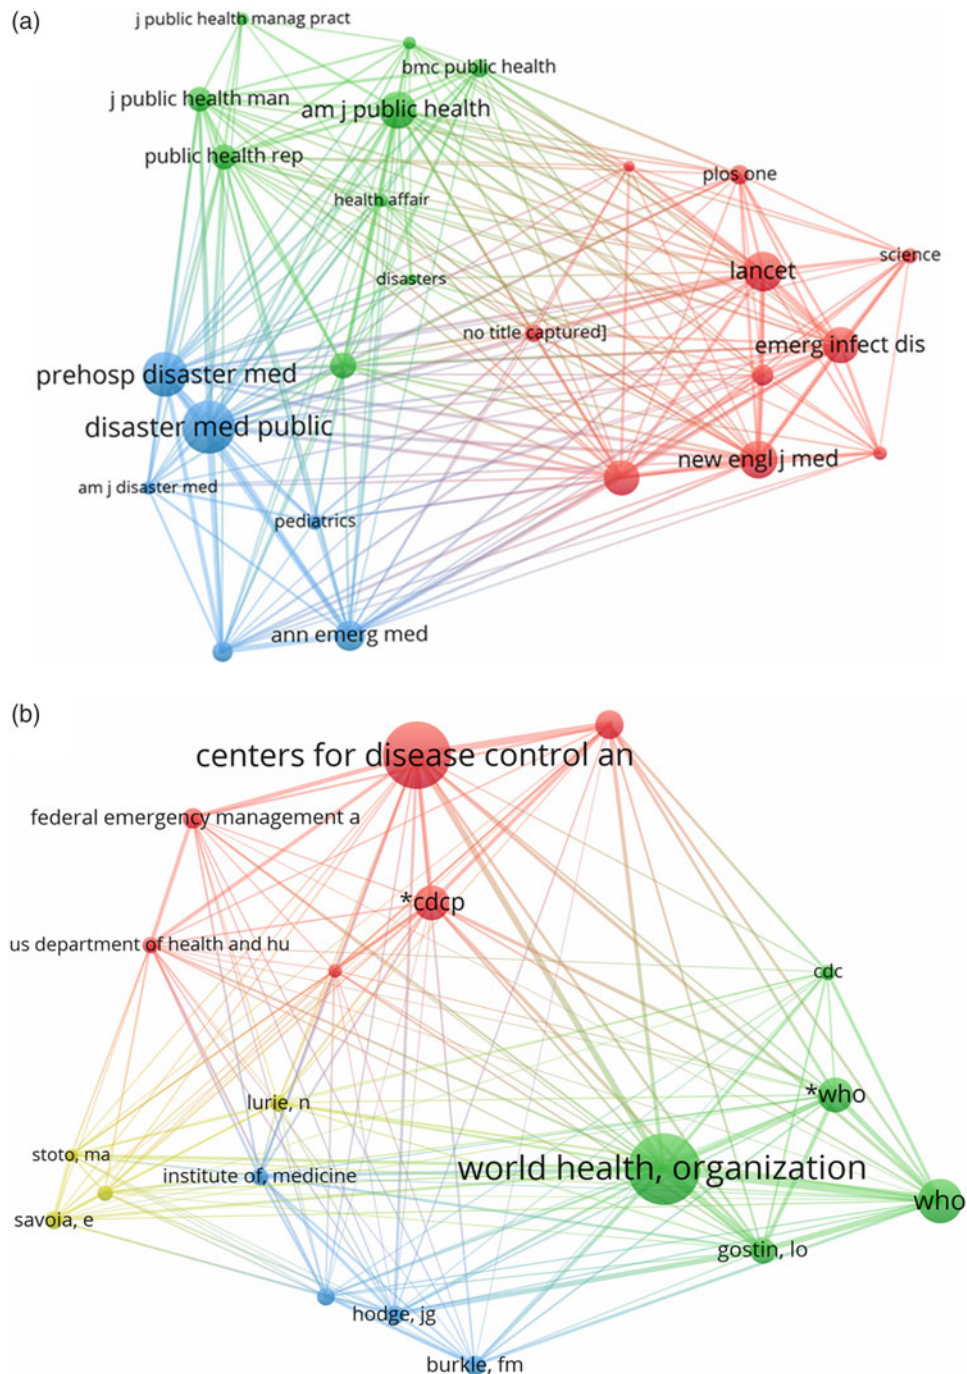 (a)
j public health manag pract
bmc public health
j public health man
am j public health
public health rep
plos one
health affair
science
lancet
disasters
no title captured]
emerg infect dis
prehosp disaster med
disaster med public
new engl j med
am j disaster med
pediatrics
ann emerg med
(b)
centers for disease control an
federal emergency management a
*cdcp
us department of health and hu
cdc
*who
lurie, n
stoto, ma
world health, organization
institute of, medicine
who
savoia, e
gostin, lo
hodge, jg
burkle, fm